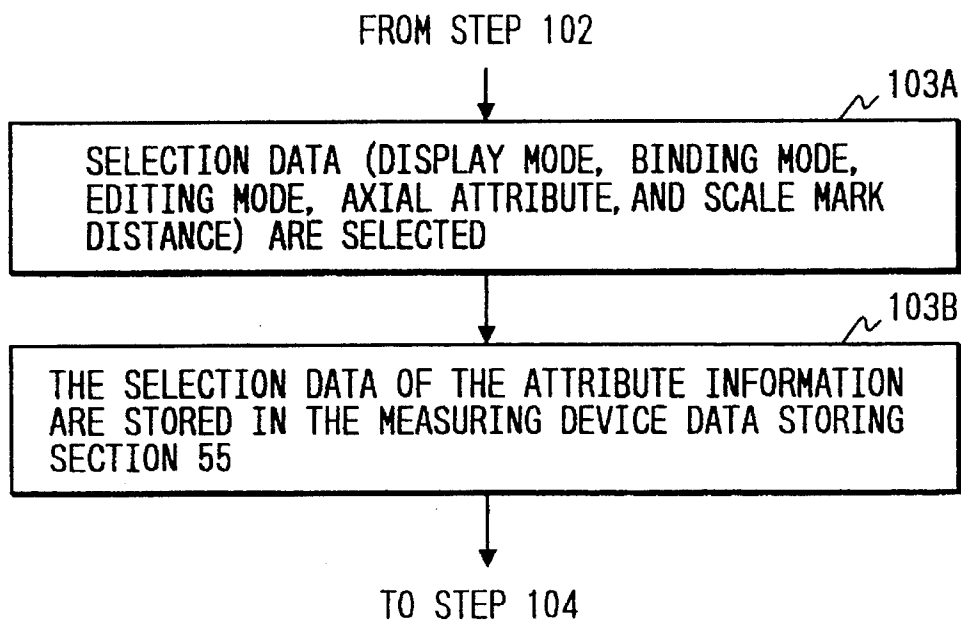 FROM STEP 102
103A
SELECTION DATA (DISPLAY MODE, BINDING MODE,
EDITING MODE, AXIAL ATTRIBUTE, AND SCALE MARK
DISTANCE) ARE SELECTED
103B
THE SELECTION DATA OF THE ATTRIBUTE INFORMATION
ARE STORED IN THE MEASURING DEVICE DATA STORING
SECTION 55
TO STEP 104